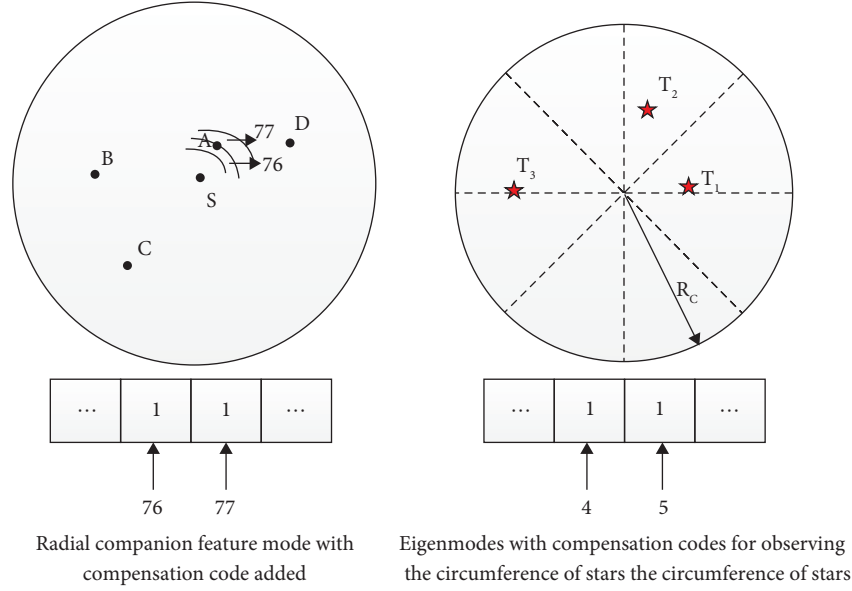 A
77
76
D
B
S
C
T₂
T₃
T₁
R_C
... 1 1 ...
76 77
Radial companion feature mode with
compensation code added
... 1 1 ...
4 5
Eigenmodes with compensation codes for observing
the circumference of stars the circumference of stars